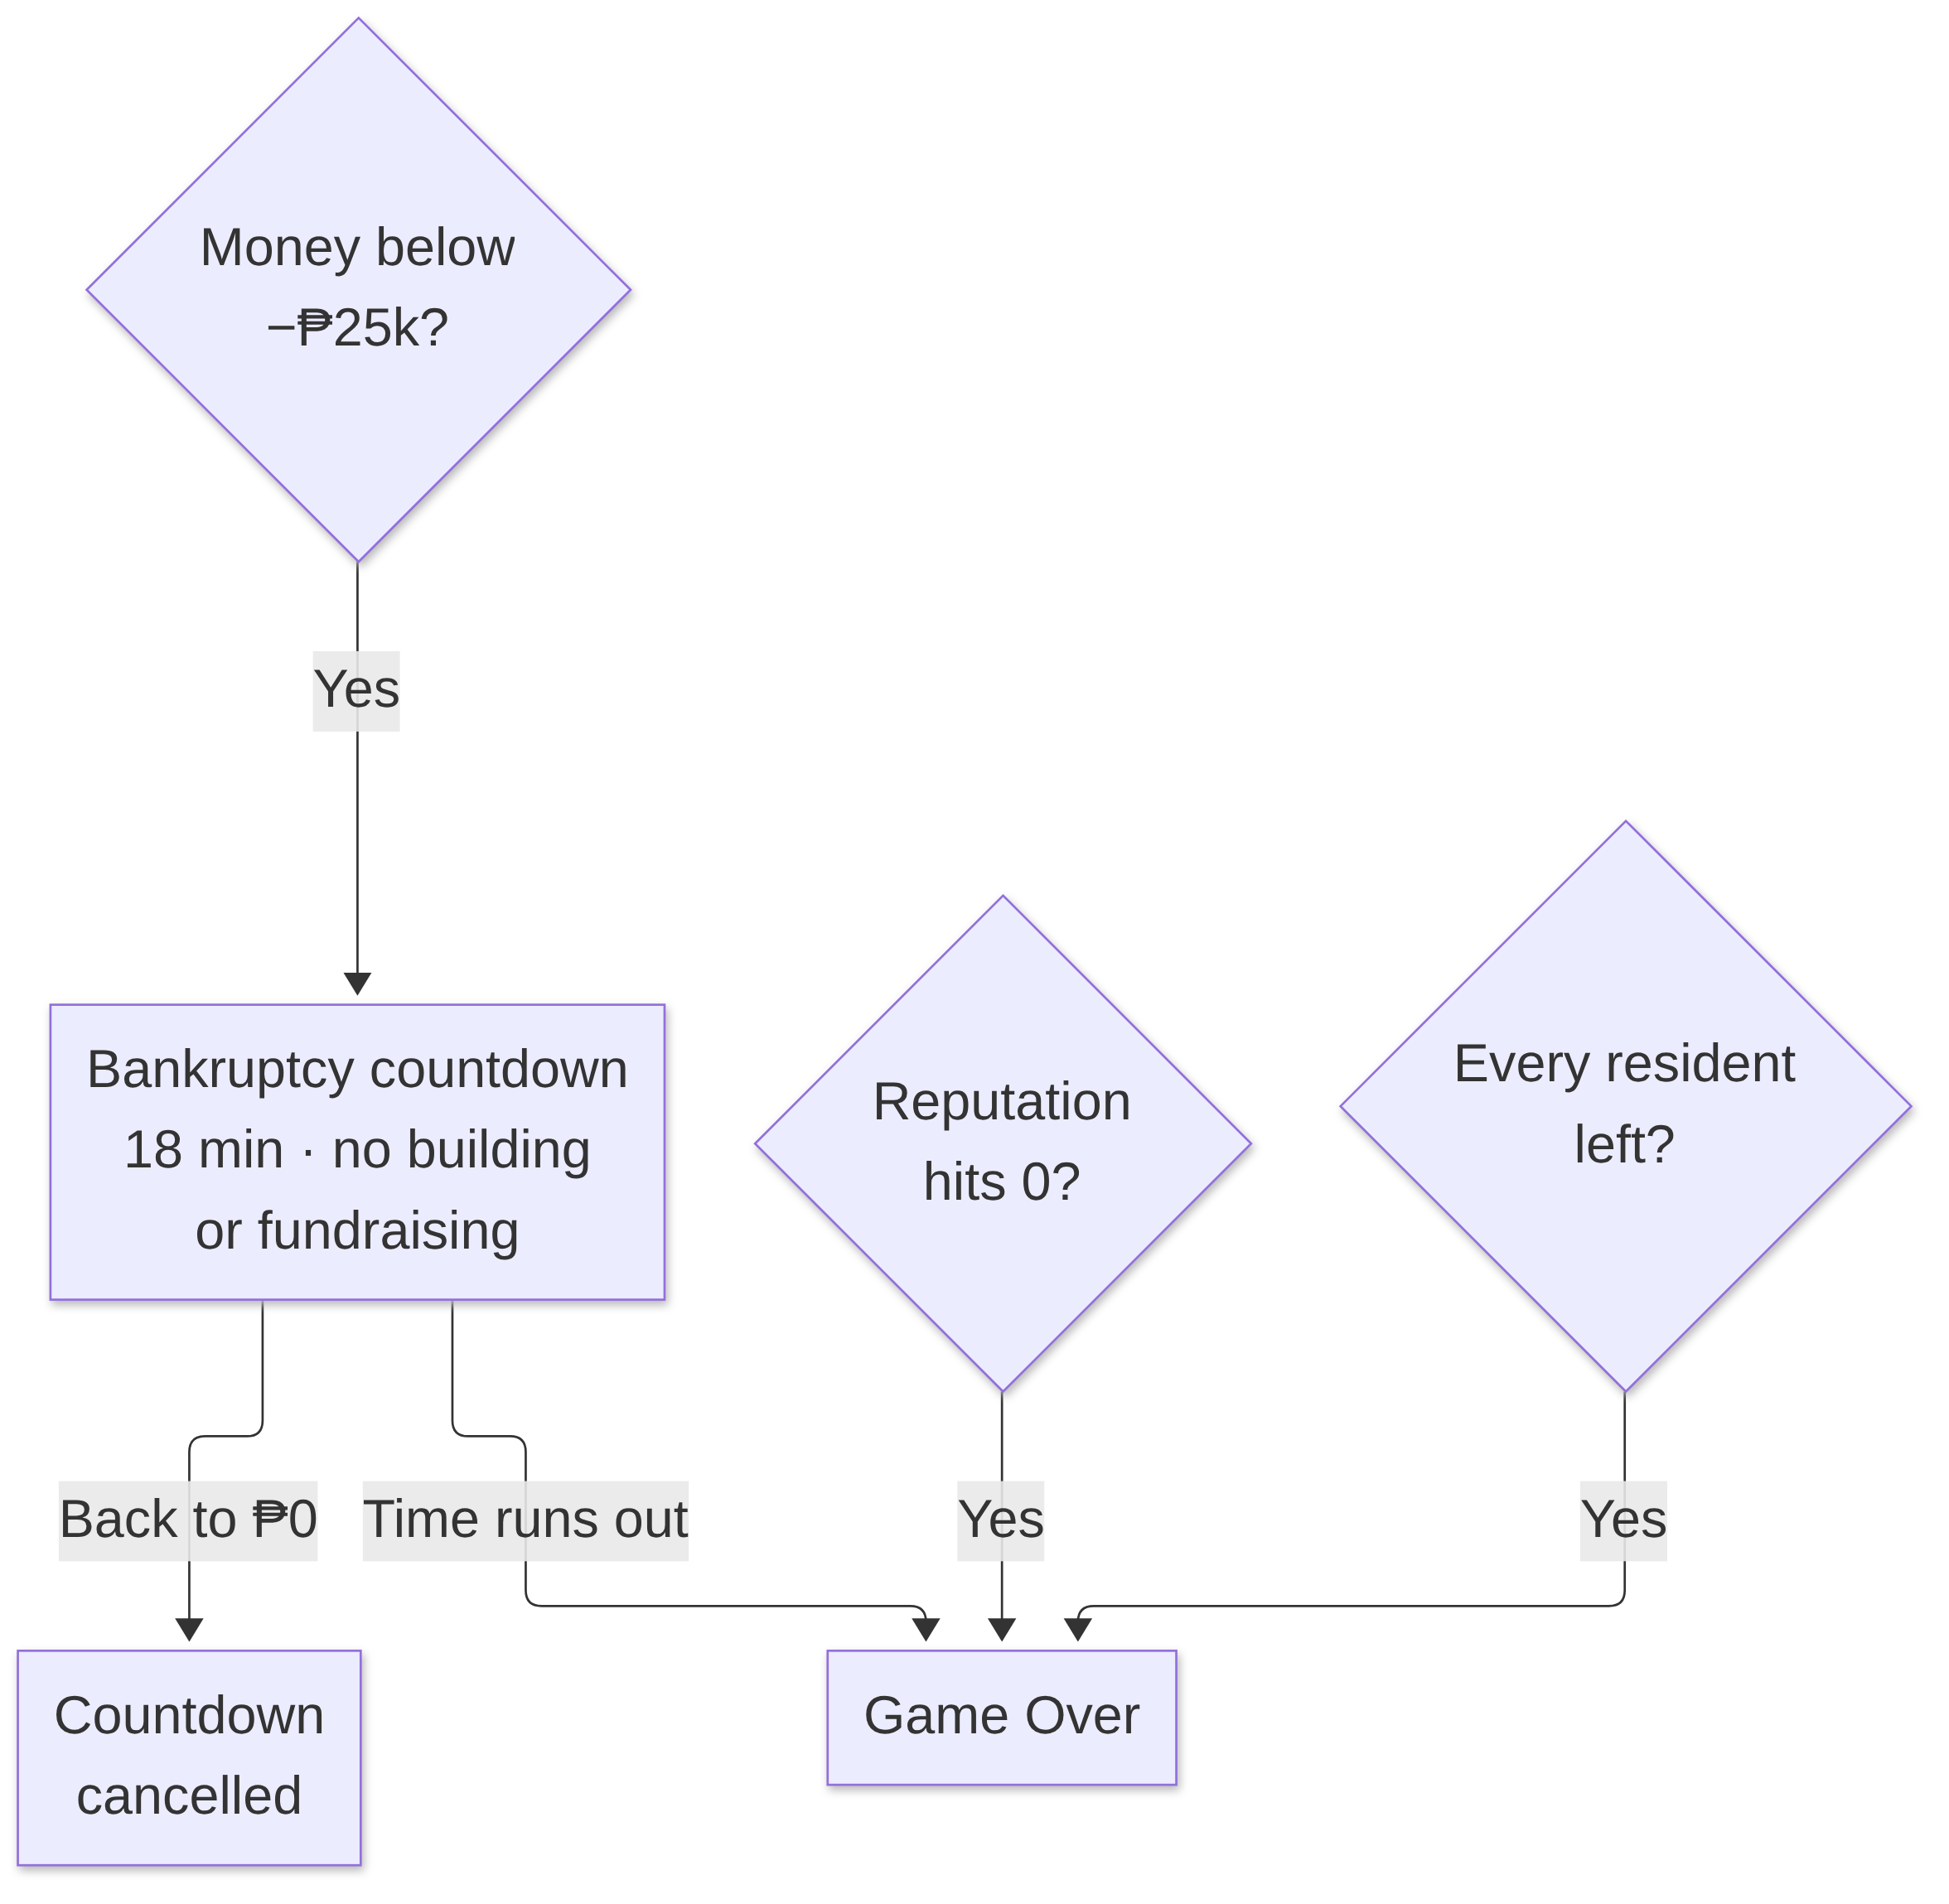 Money below
−₱25k?
Yes
Bankruptcy countdown
18 min · no building
or fundraising
Reputation
hits 0?
Every resident
left?
Back to ₱0
Time runs out
Yes
Yes
Countdown
cancelled
Game Over